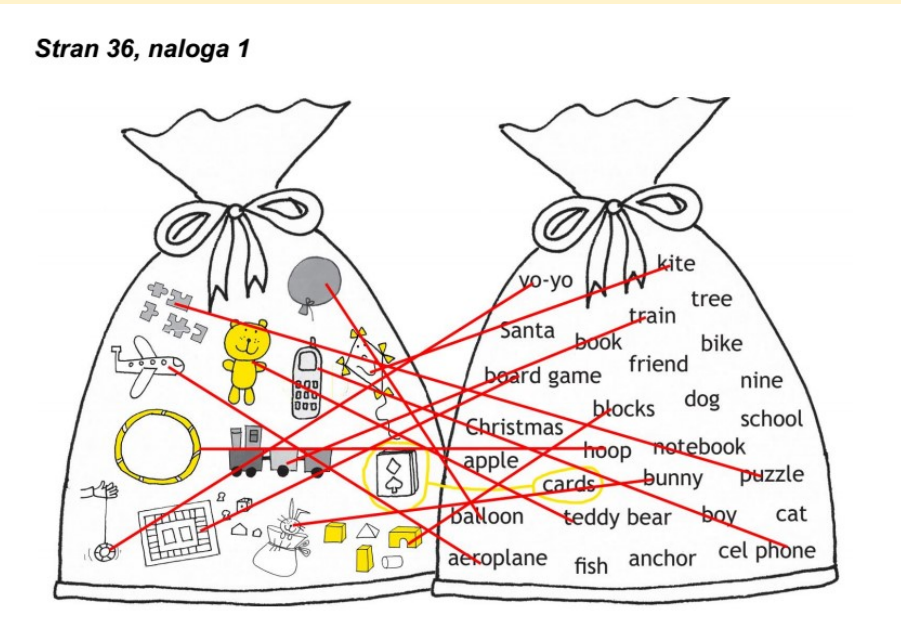 Stran 36, naloga 1
yo-yo
kite
tree
Santa
train
book
bike
friend
board game
nine
blocks
dog
school
Christmas
hoop
notebook
apple
cards
bunny
puzzle
balloon
teddy bear
boy
cat
aeroplane
fish
anchor
cel phone